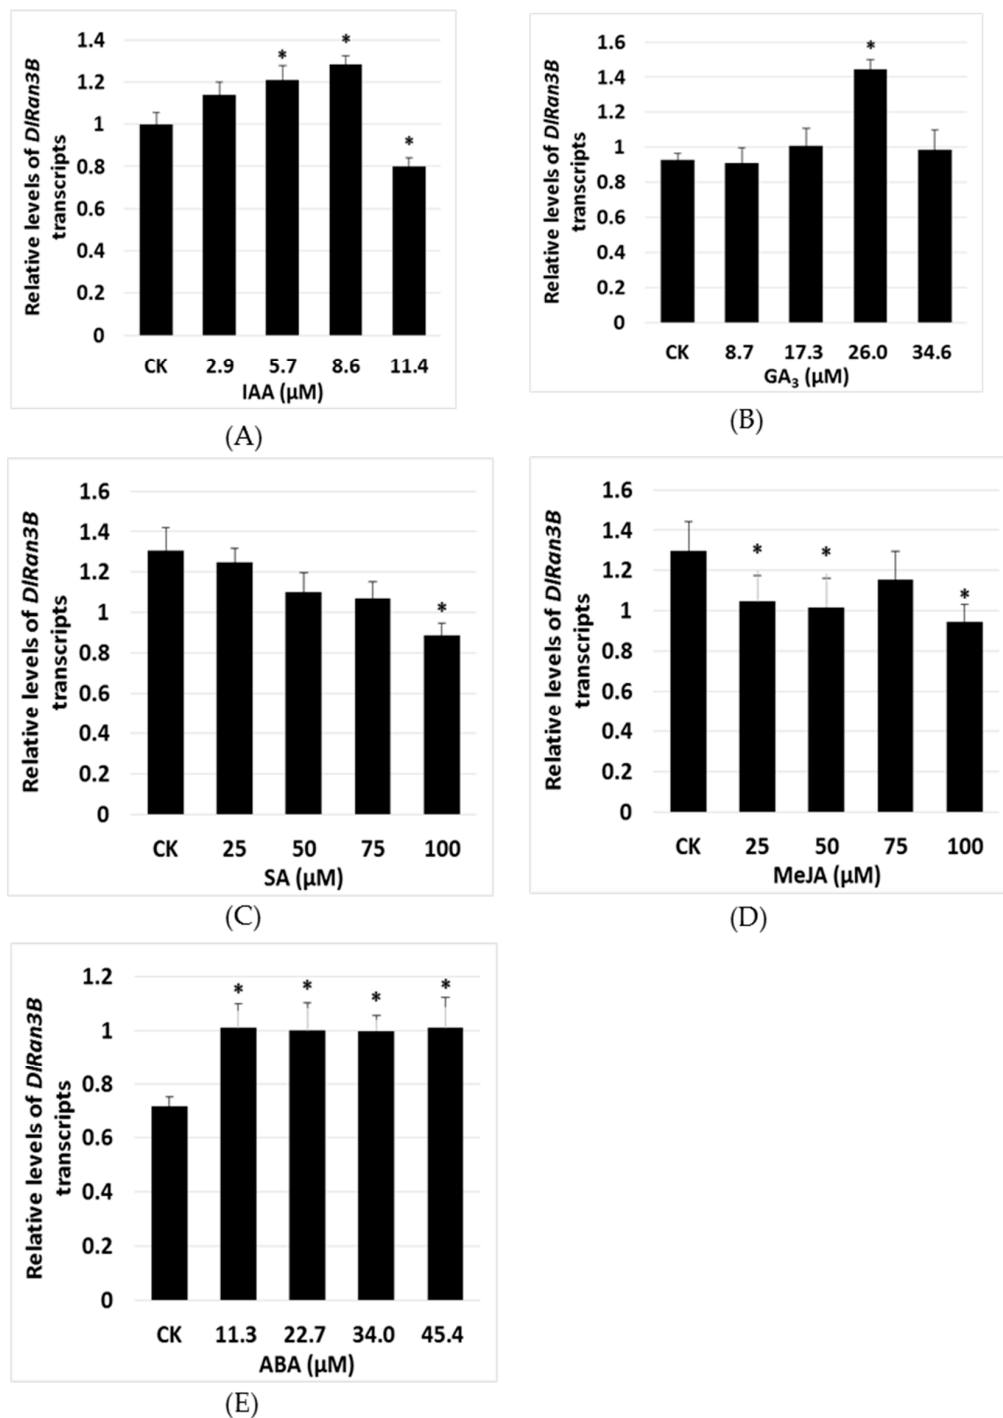 Relative levels of DlRan3B
transcripts
1.4
1.2
1
0.8
0.6
0.4
0.2
0
* * *
CK 2.9 5.7 8.6 11.4
IAA (µM)
(A)
Relative levels of DlRan3B
transcripts
1.6
1.4
1.2
1
0.8
0.6
0.4
0.2
0
*
CK 8.7 17.3 26.0 34.6
GA₃ (µM)
(B)
Relative levels of DlRan3B
transcripts
1.6
1.4
1.2
1
0.8
0.6
0.4
0.2
0
*
CK 25 50 75 100
SA (µM)
(C)
Relative levels of DlRan3B
transcripts
1.6
1.4
1.2
1
0.8
0.6
0.4
0.2
0
* * *
CK 25 50 75 100
MeJA (µM)
(D)
Relative levels of DlRan3B
transcripts
1.2
1
0.8
0.6
0.4
0.2
0
* * * *
CK 11.3 22.7 34.0 45.4
ABA (µM)
(E)